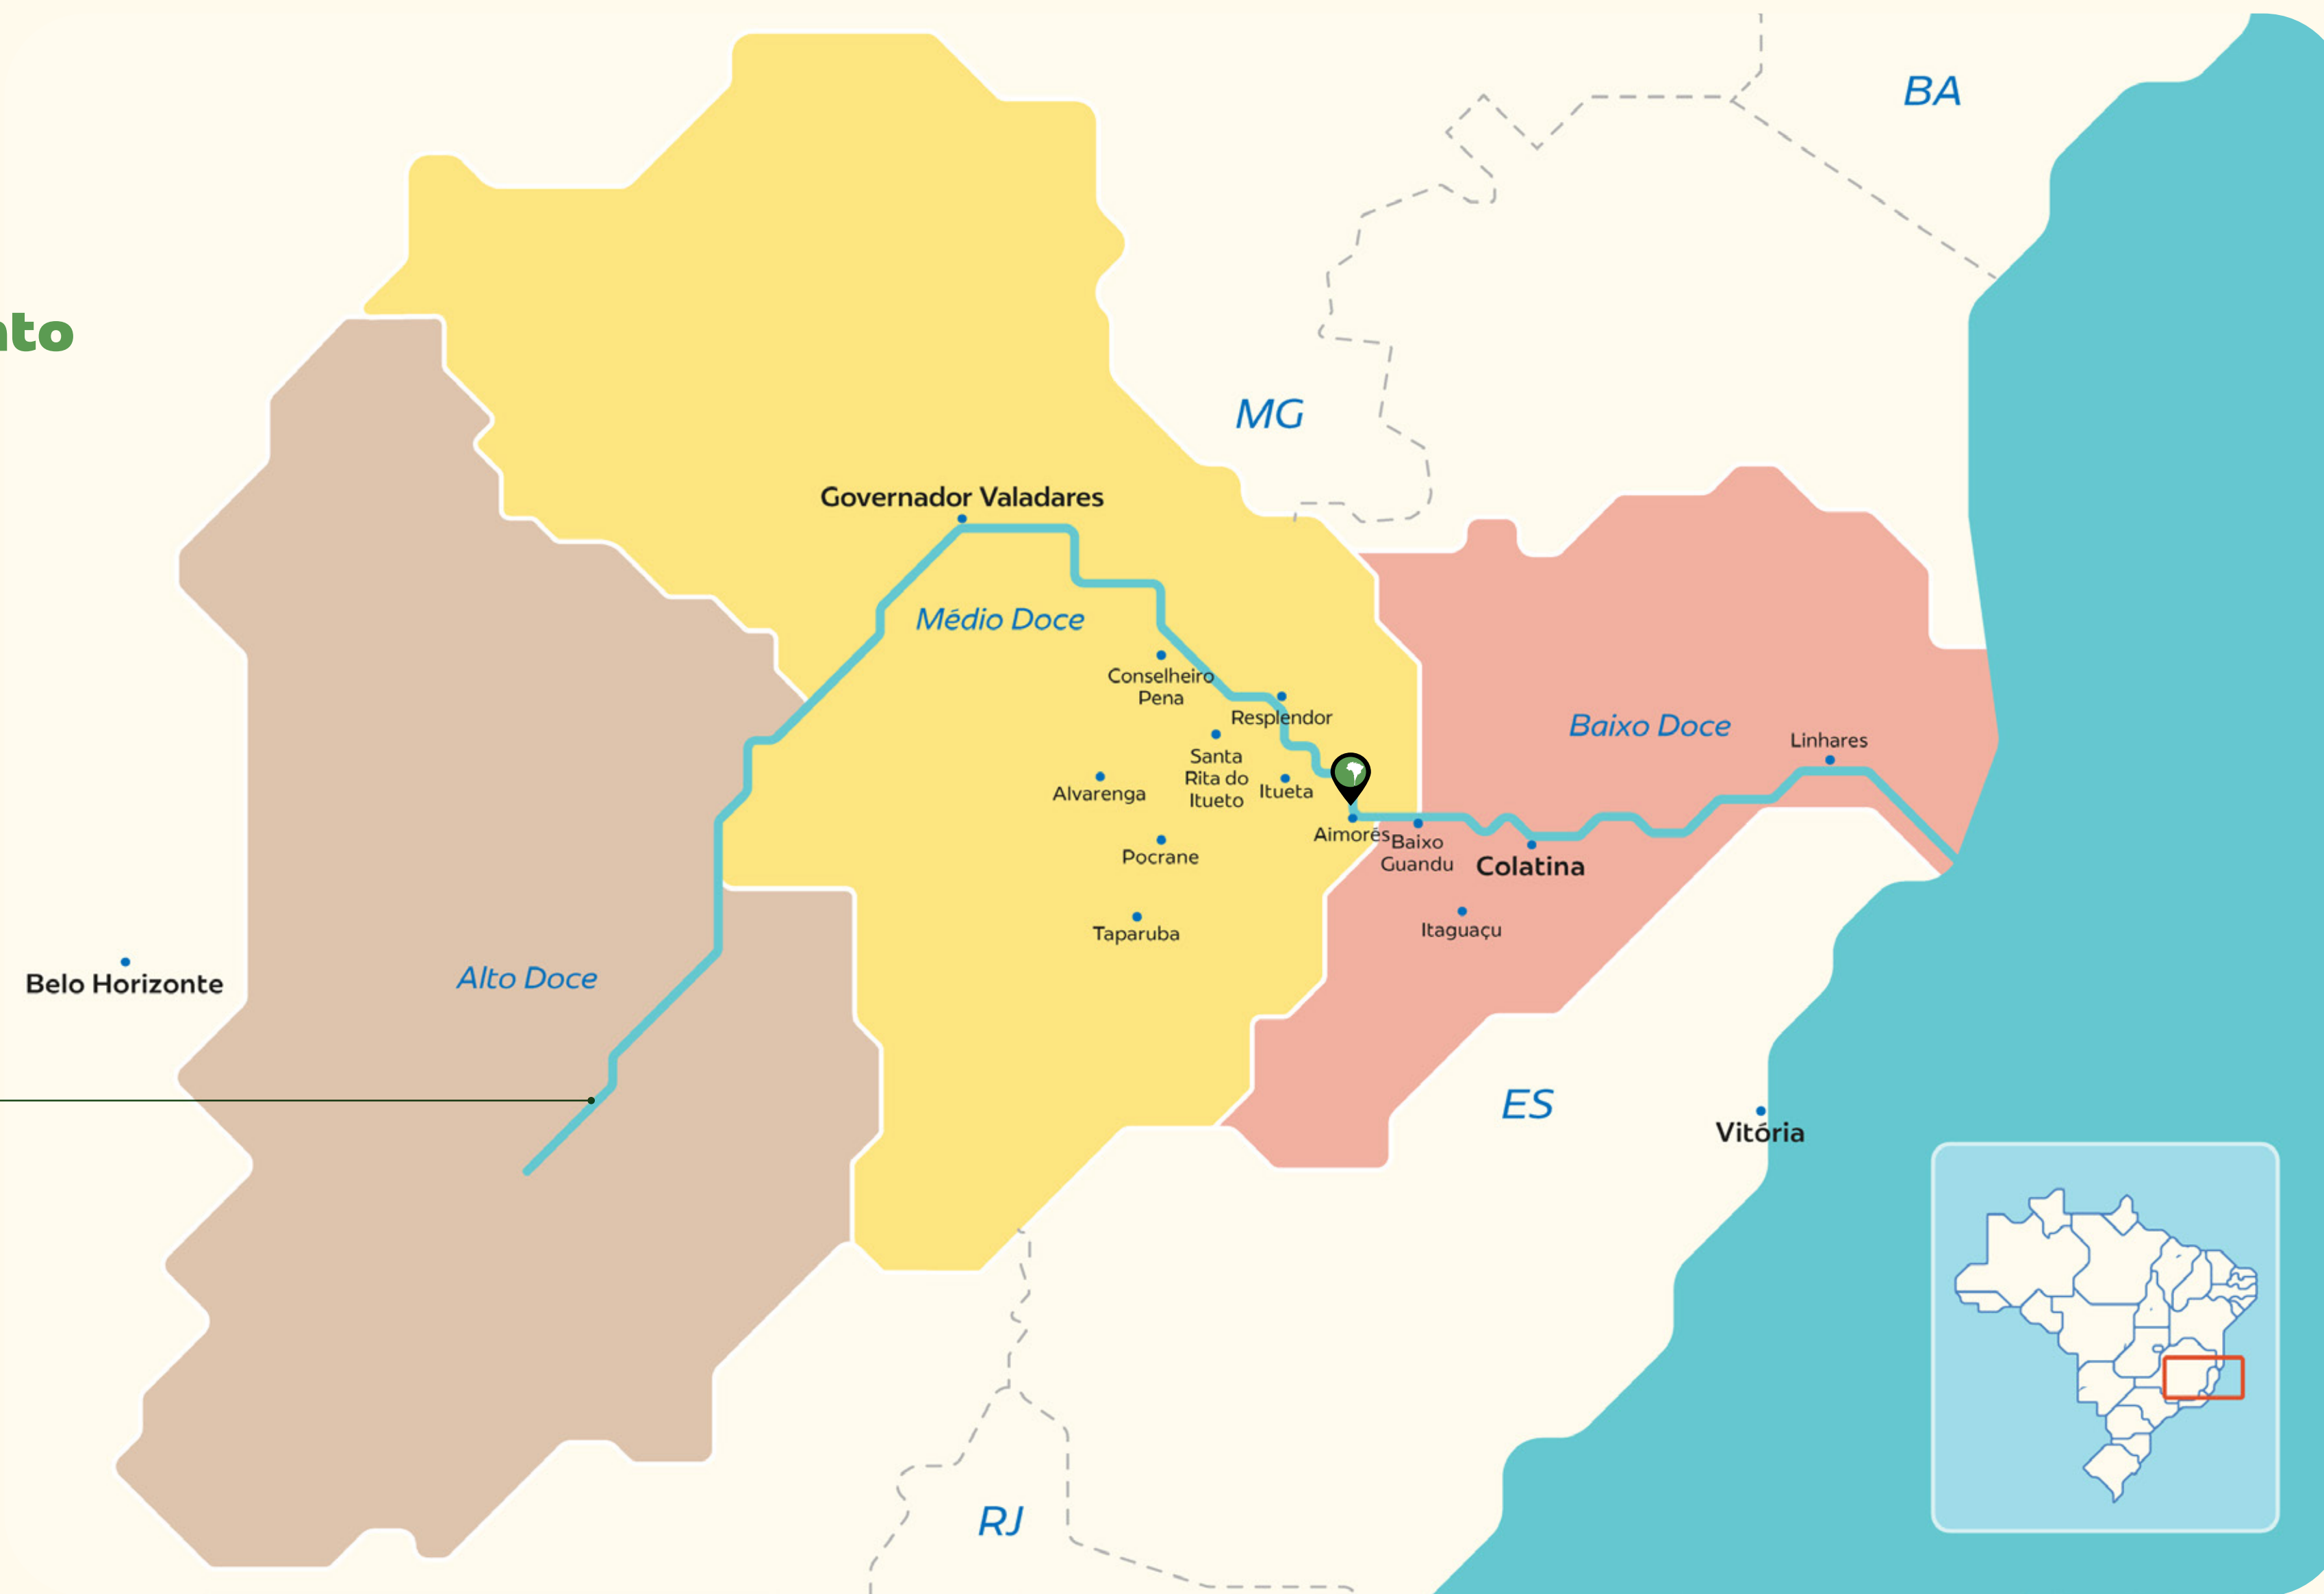 BA
nto
MG
Governador Valadares
Médio Doce
Conselheiro
Pena
Resplendor
Baixo Doce
Linhares
Santa
Rita do
Itueto
Itueta
Alvarenga
Aimorés
Baixo
Guandu
Colatina
Pocrane
Taparuba
Itaguaçu
Belo Horizonte
Alto Doce
ES
Vitória
RJ